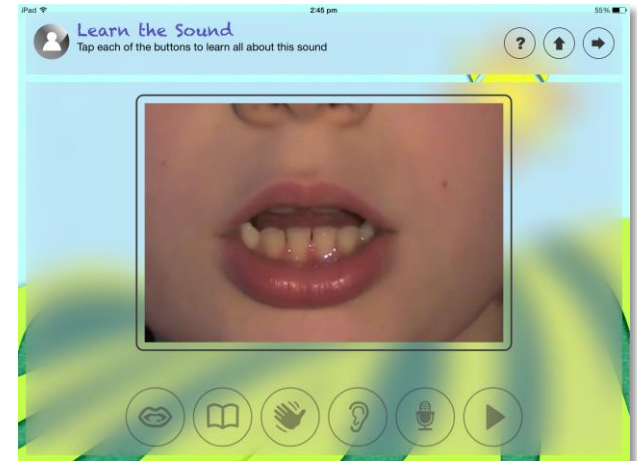 iPad 2:45 pm 55%
Learn the Sound
Tap each of the buttons to learn all about this sound
?